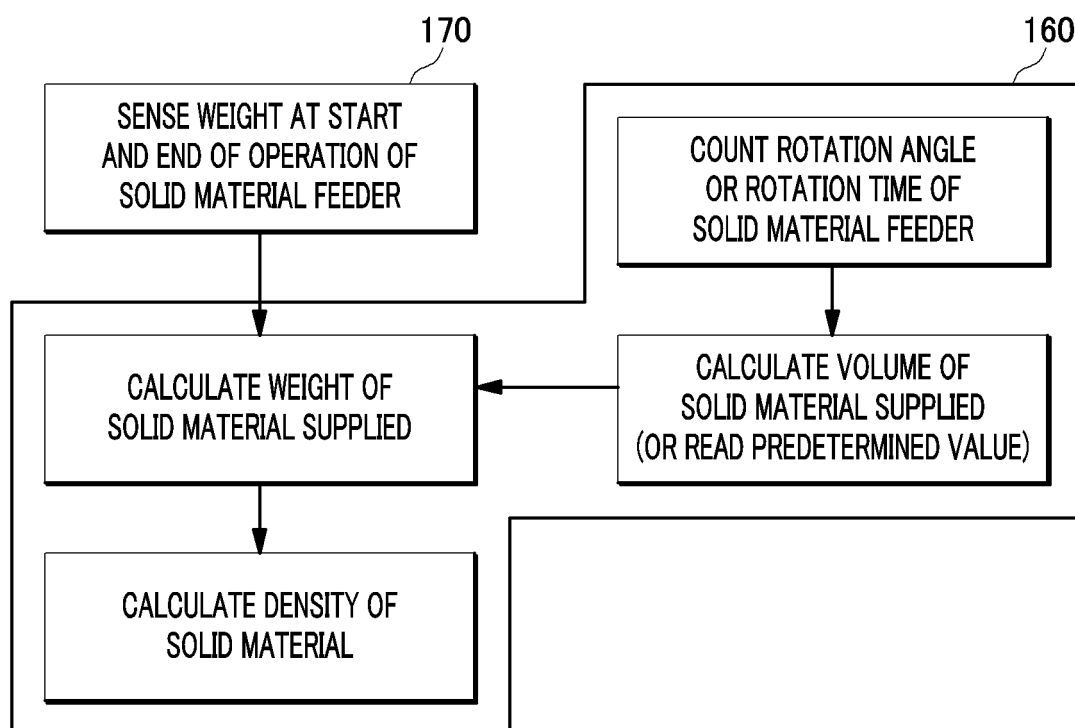 170
160
SENSE WEIGHT AT START
AND END OF OPERATION OF
SOLID MATERIAL FEEDER
COUNT ROTATION ANGLE
OR ROTATION TIME OF
SOLID MATERIAL FEEDER
CALCULATE WEIGHT OF
SOLID MATERIAL SUPPLIED
CALCULATE VOLUME OF
SOLID MATERIAL SUPPLIED
(OR READ PREDETERMINED VALUE)
CALCULATE DENSITY OF
SOLID MATERIAL